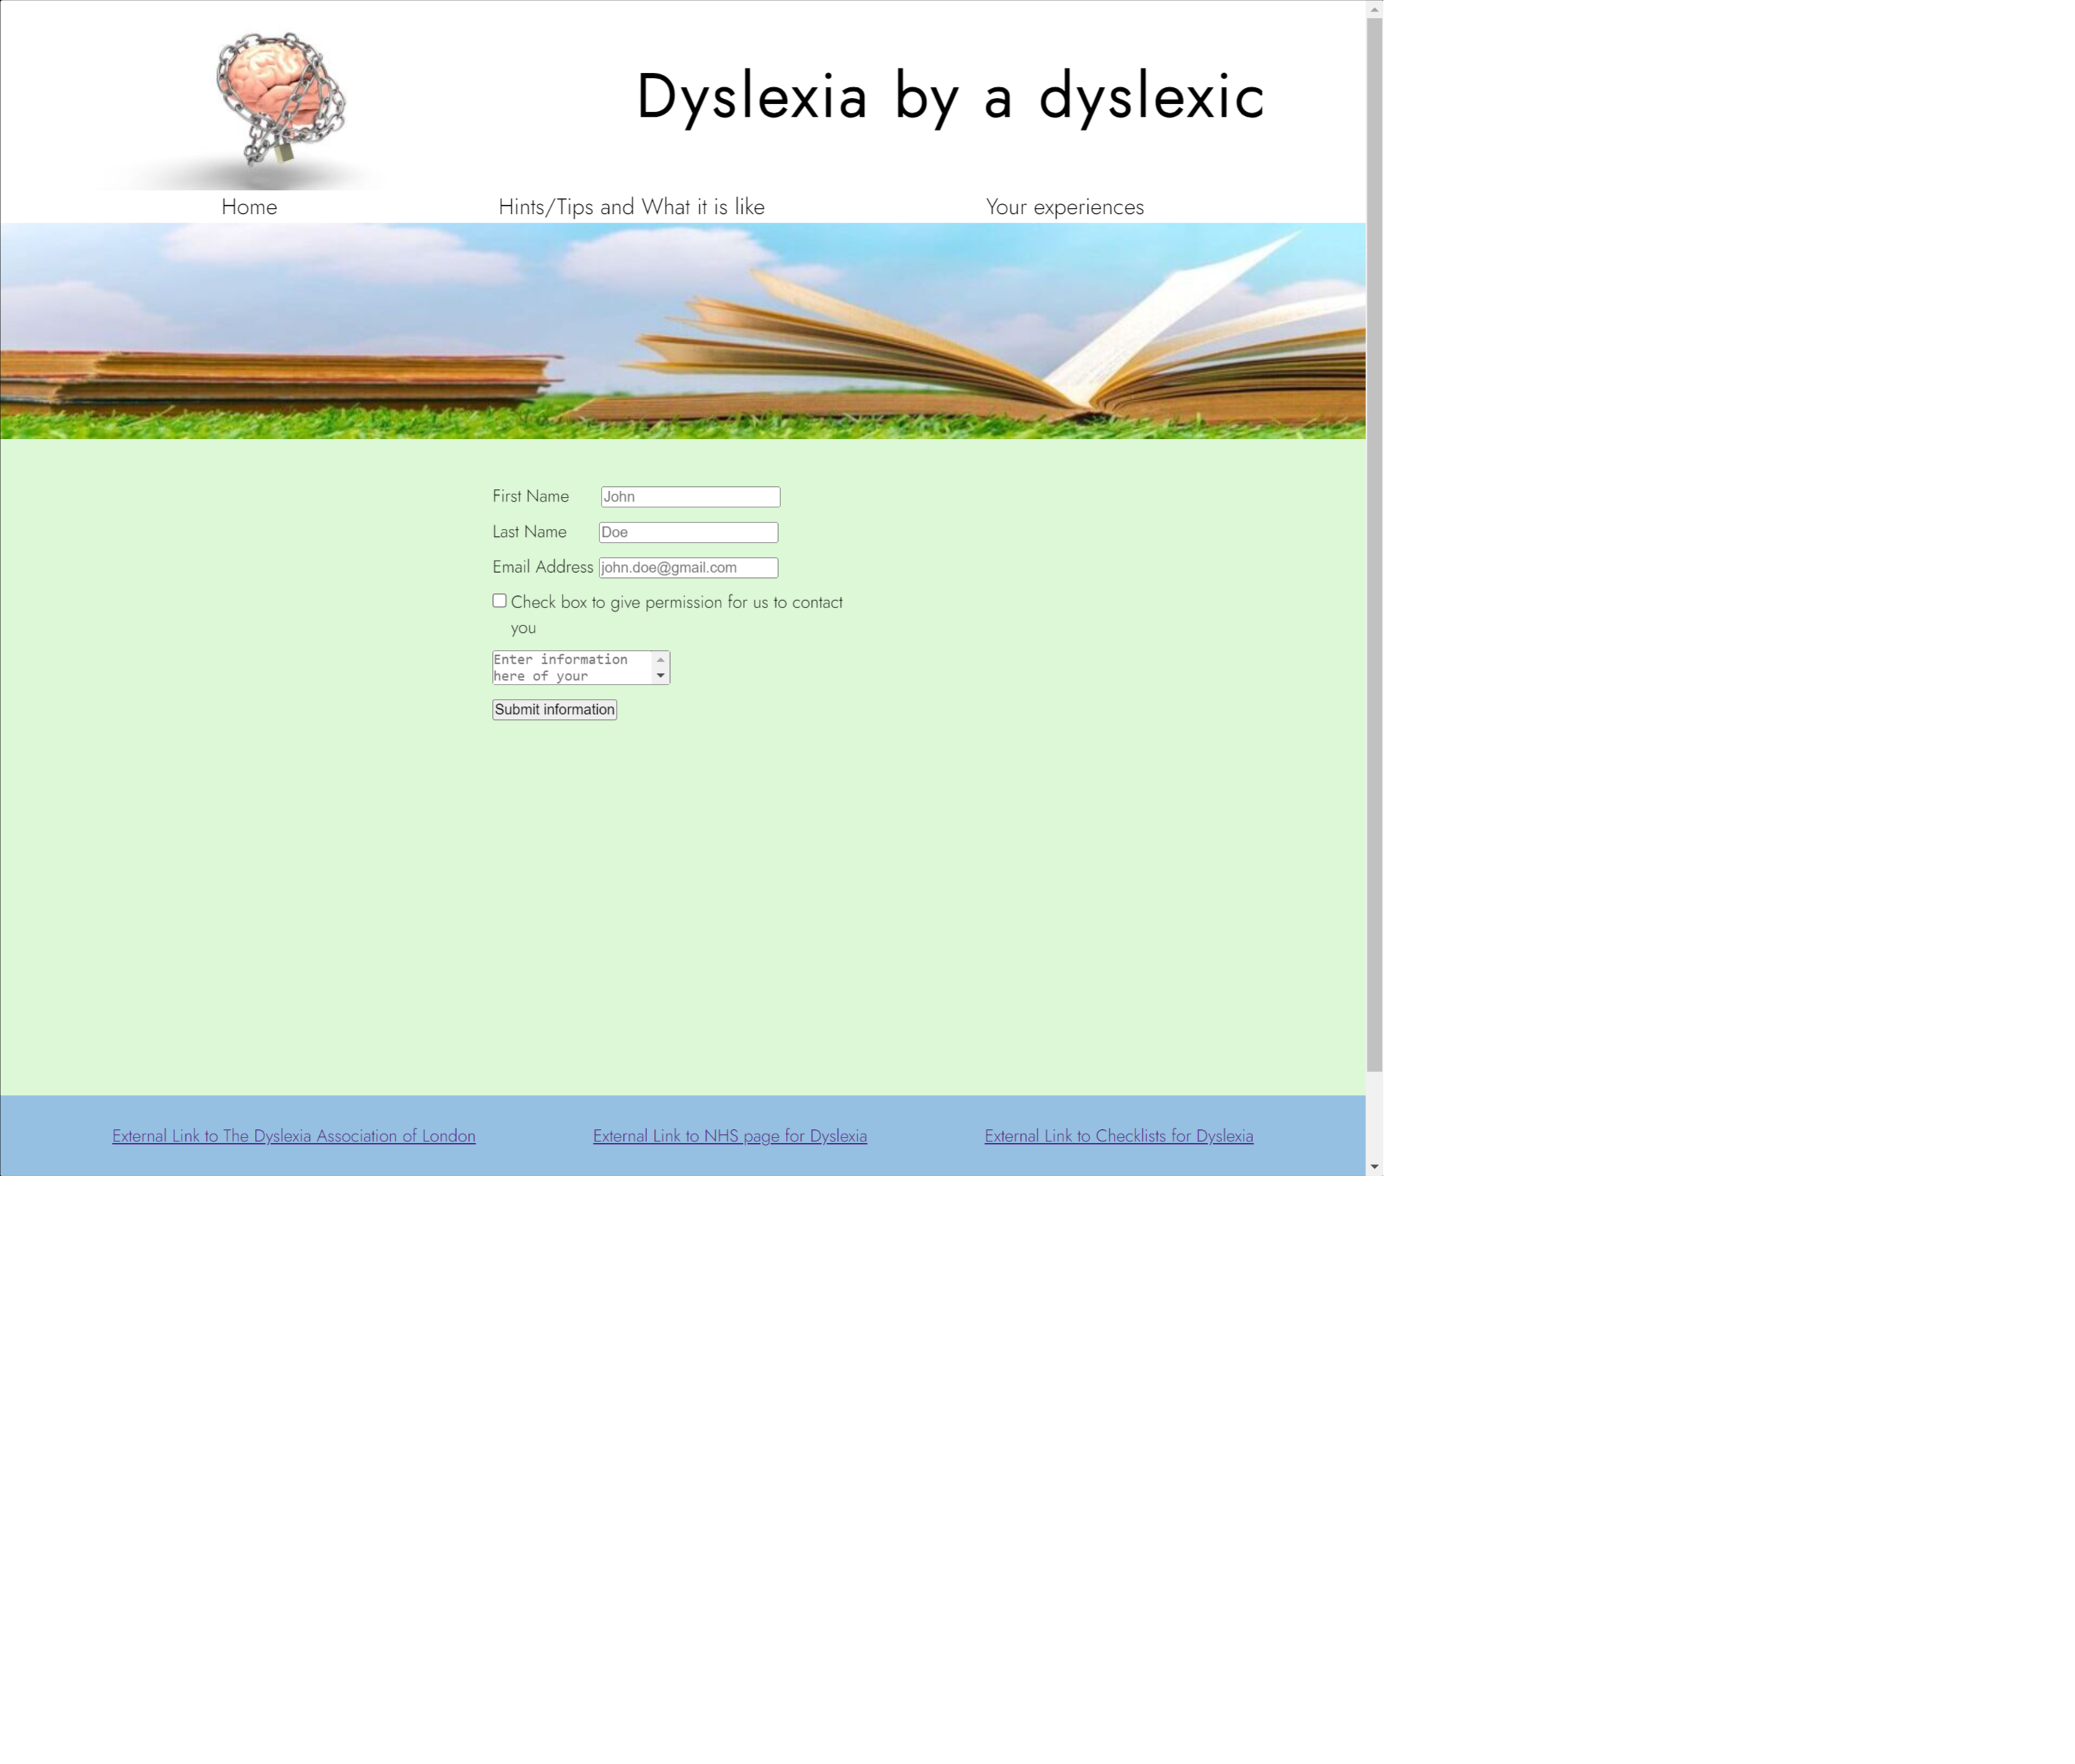 Dyslexia by a dyslexic
Home
Hints/Tips and What it is like
Your experiences
First Name
John
Last Name
Doe
Email Address
john.doe@gmail.com
Check box to give permission for us to contact
you
Enter information
here of your
Submit information
External Link to The Dyslexia Association of London
External Link to NHS page for Dyslexia
External Link to Checklists for Dyslexia